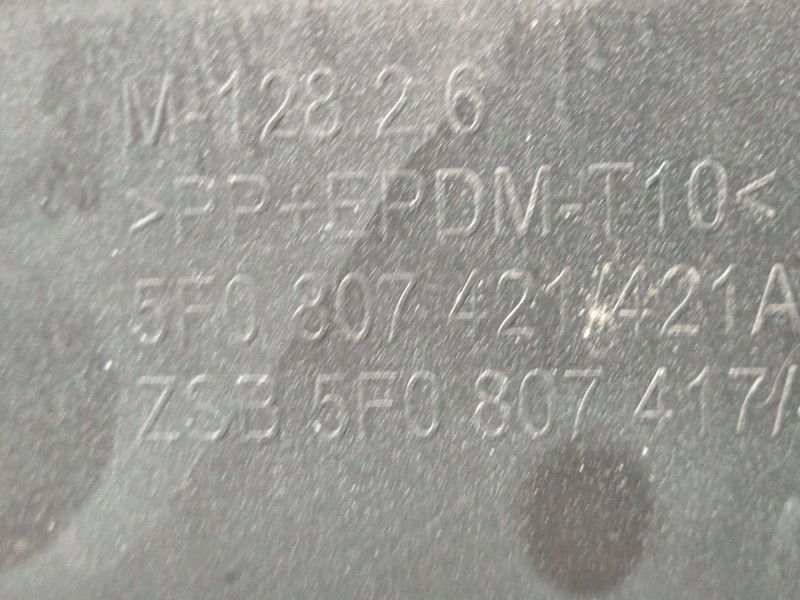 M-128.2.6
>PP+EPDM-T10<
5F0 807 421/421A
ZSB 5F0 807 417/